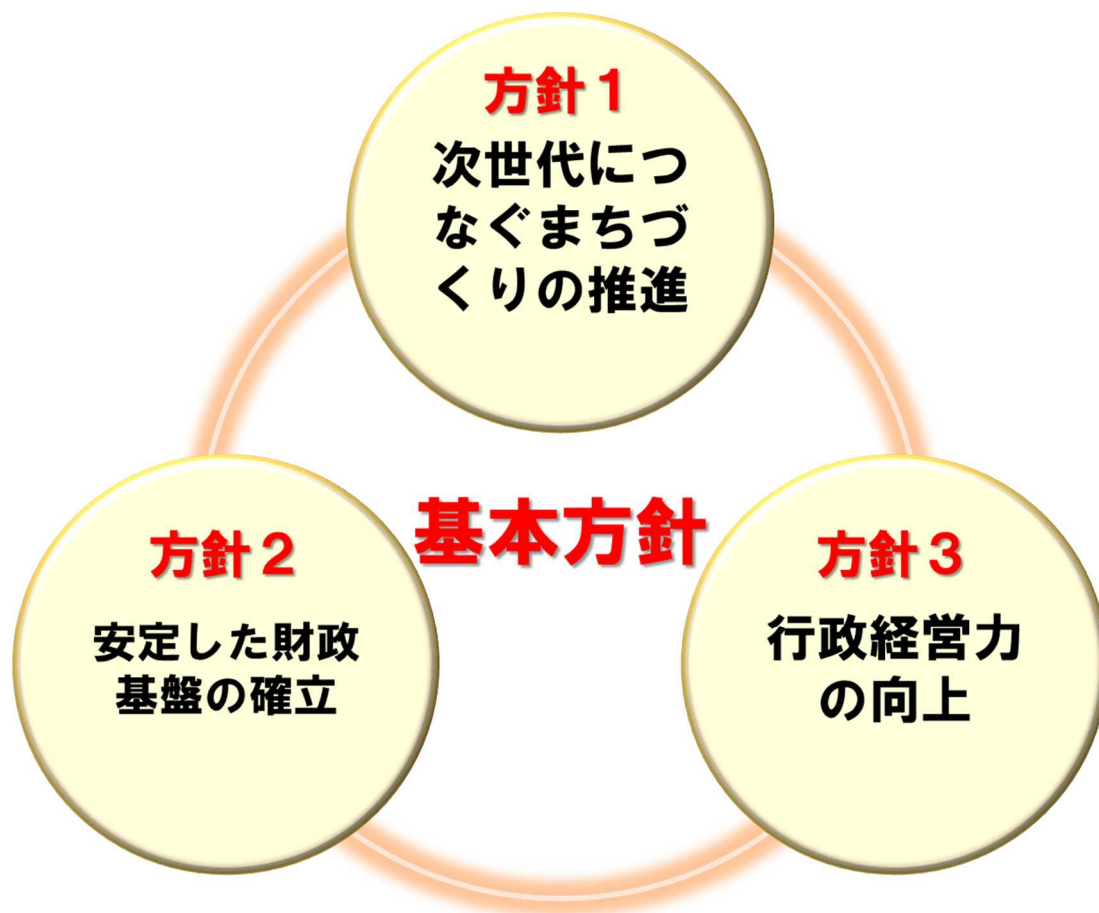 方針１
次世代につ
なぐまちづ
くりの推進
基本方針
方針２
安定した財政
基盤の確立
方針３
行政経営力
の向上